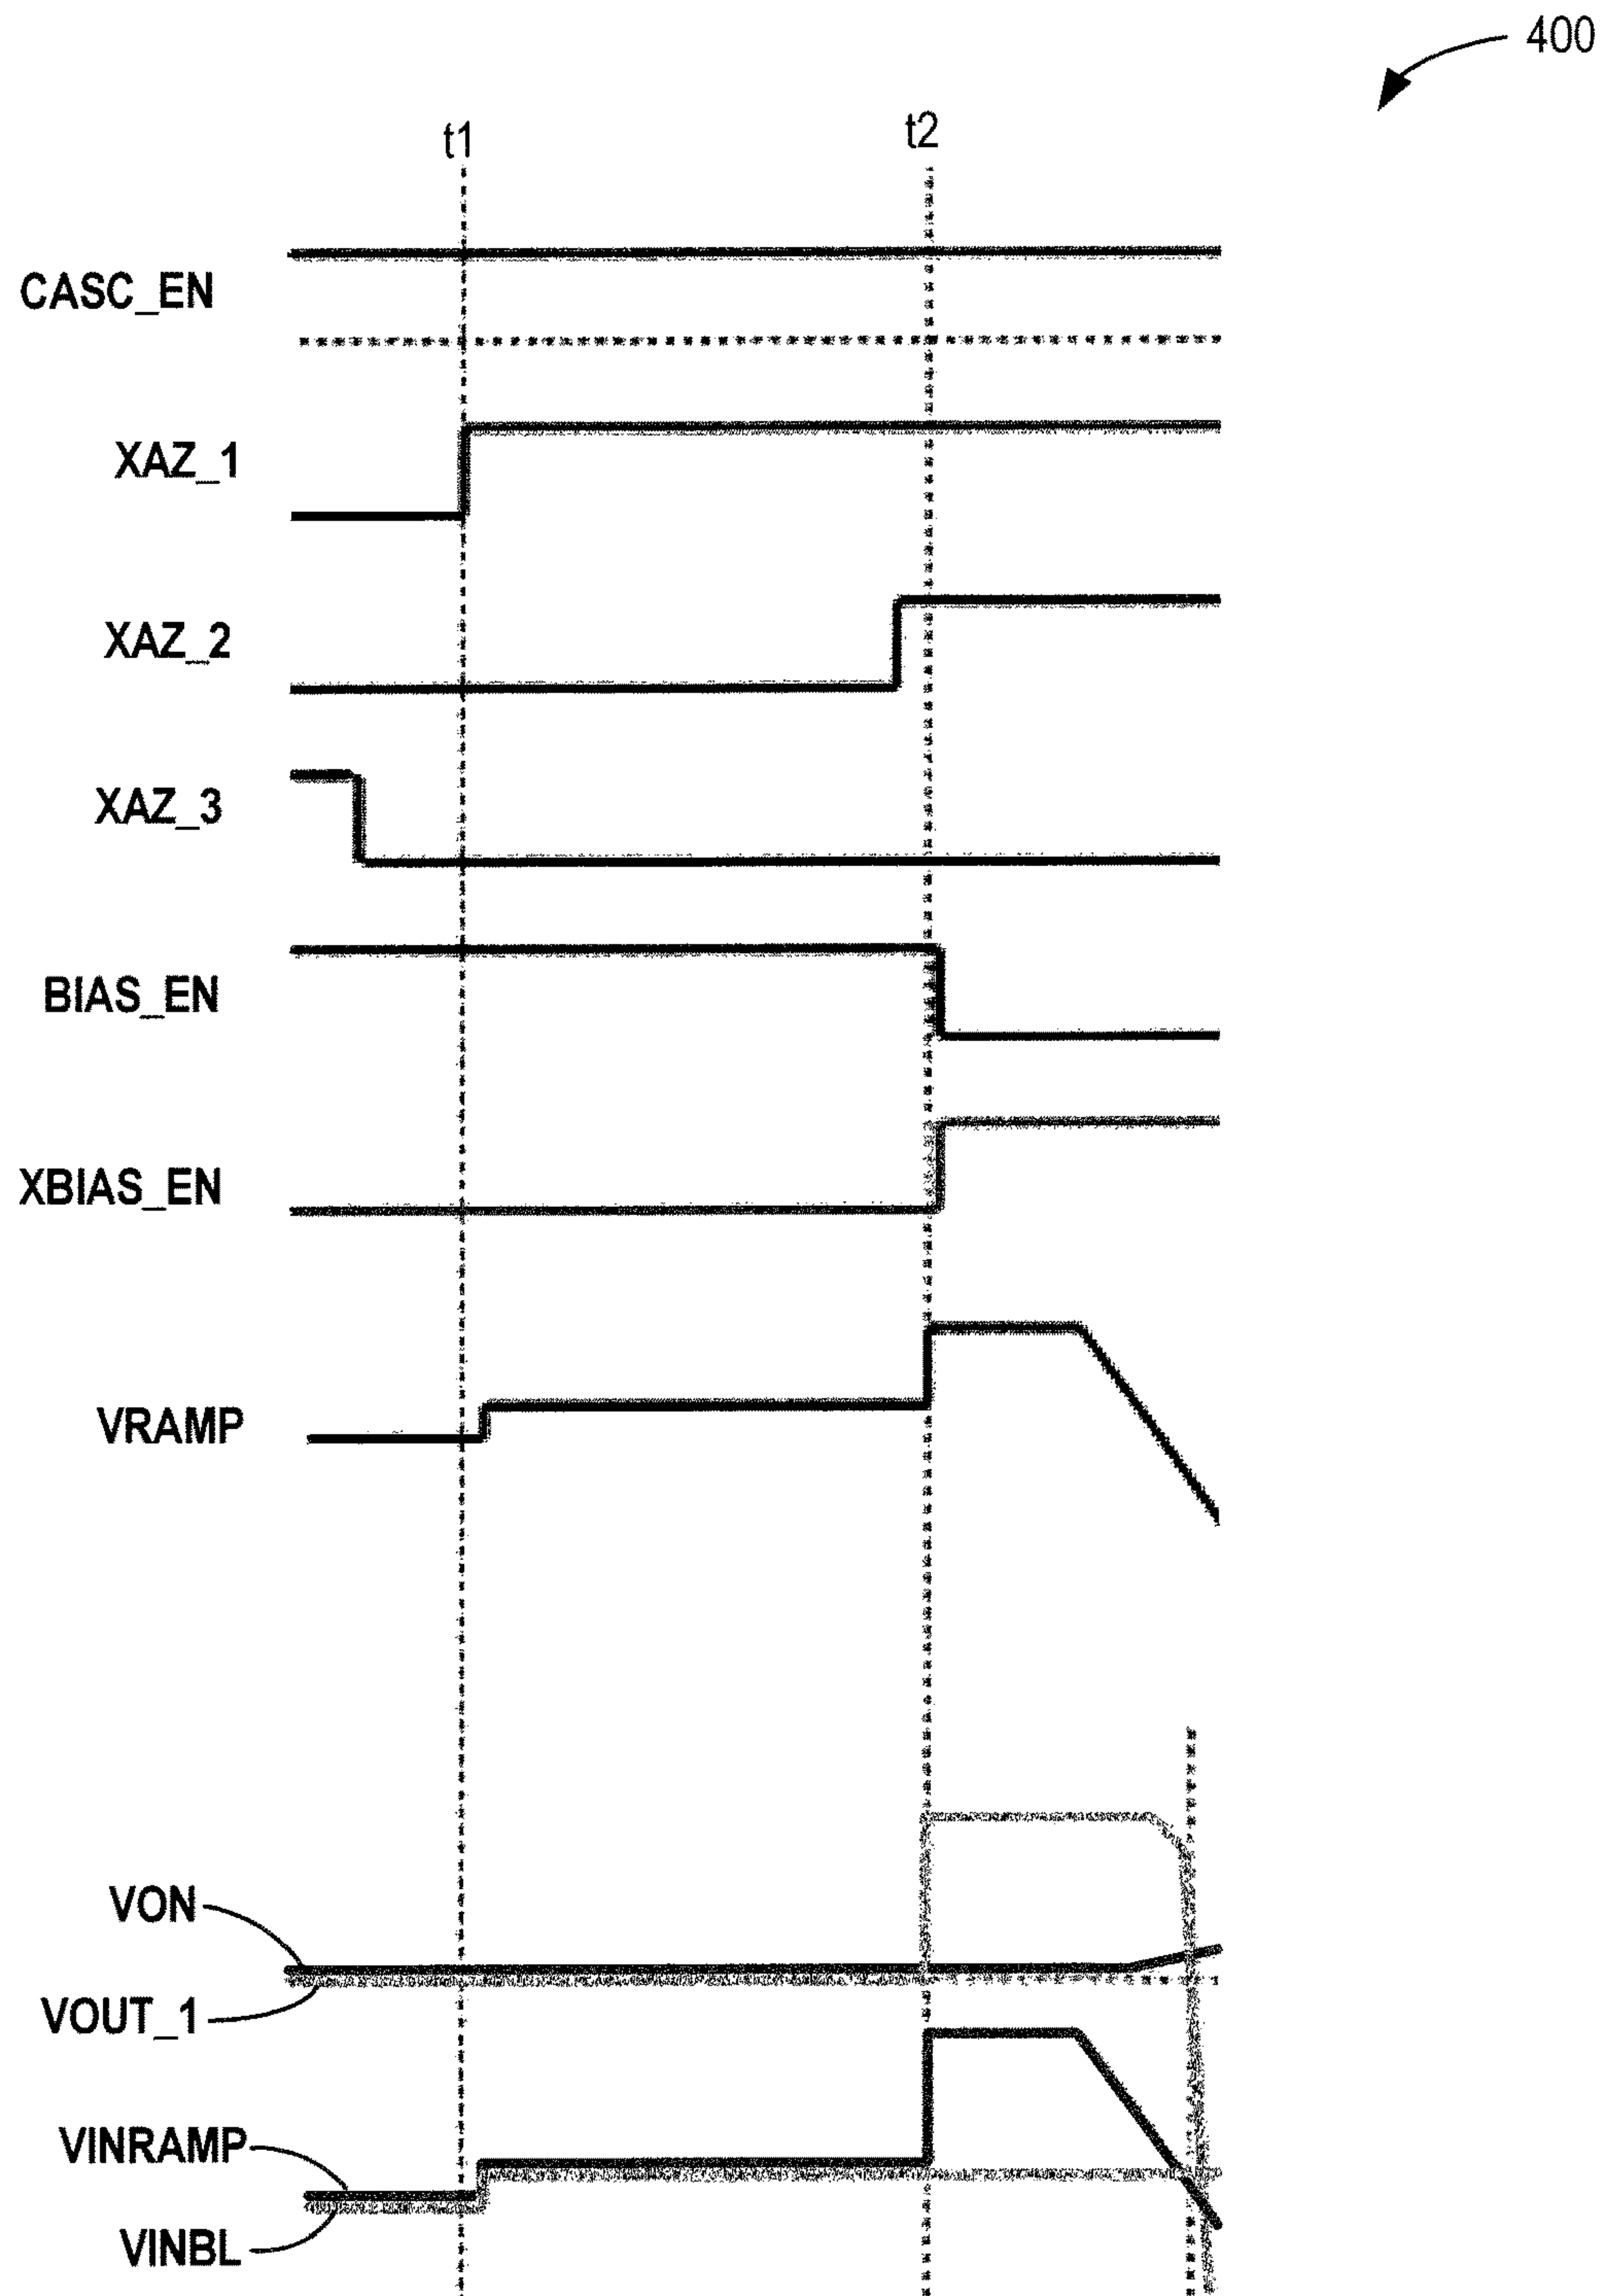 400
t1
t2
CASC_EN
XAZ_1
XAZ_2
XAZ_3
BIAS_EN
XBIAS_EN
VRAMP
VON
VOUT_1
VINRAMP
VINBL